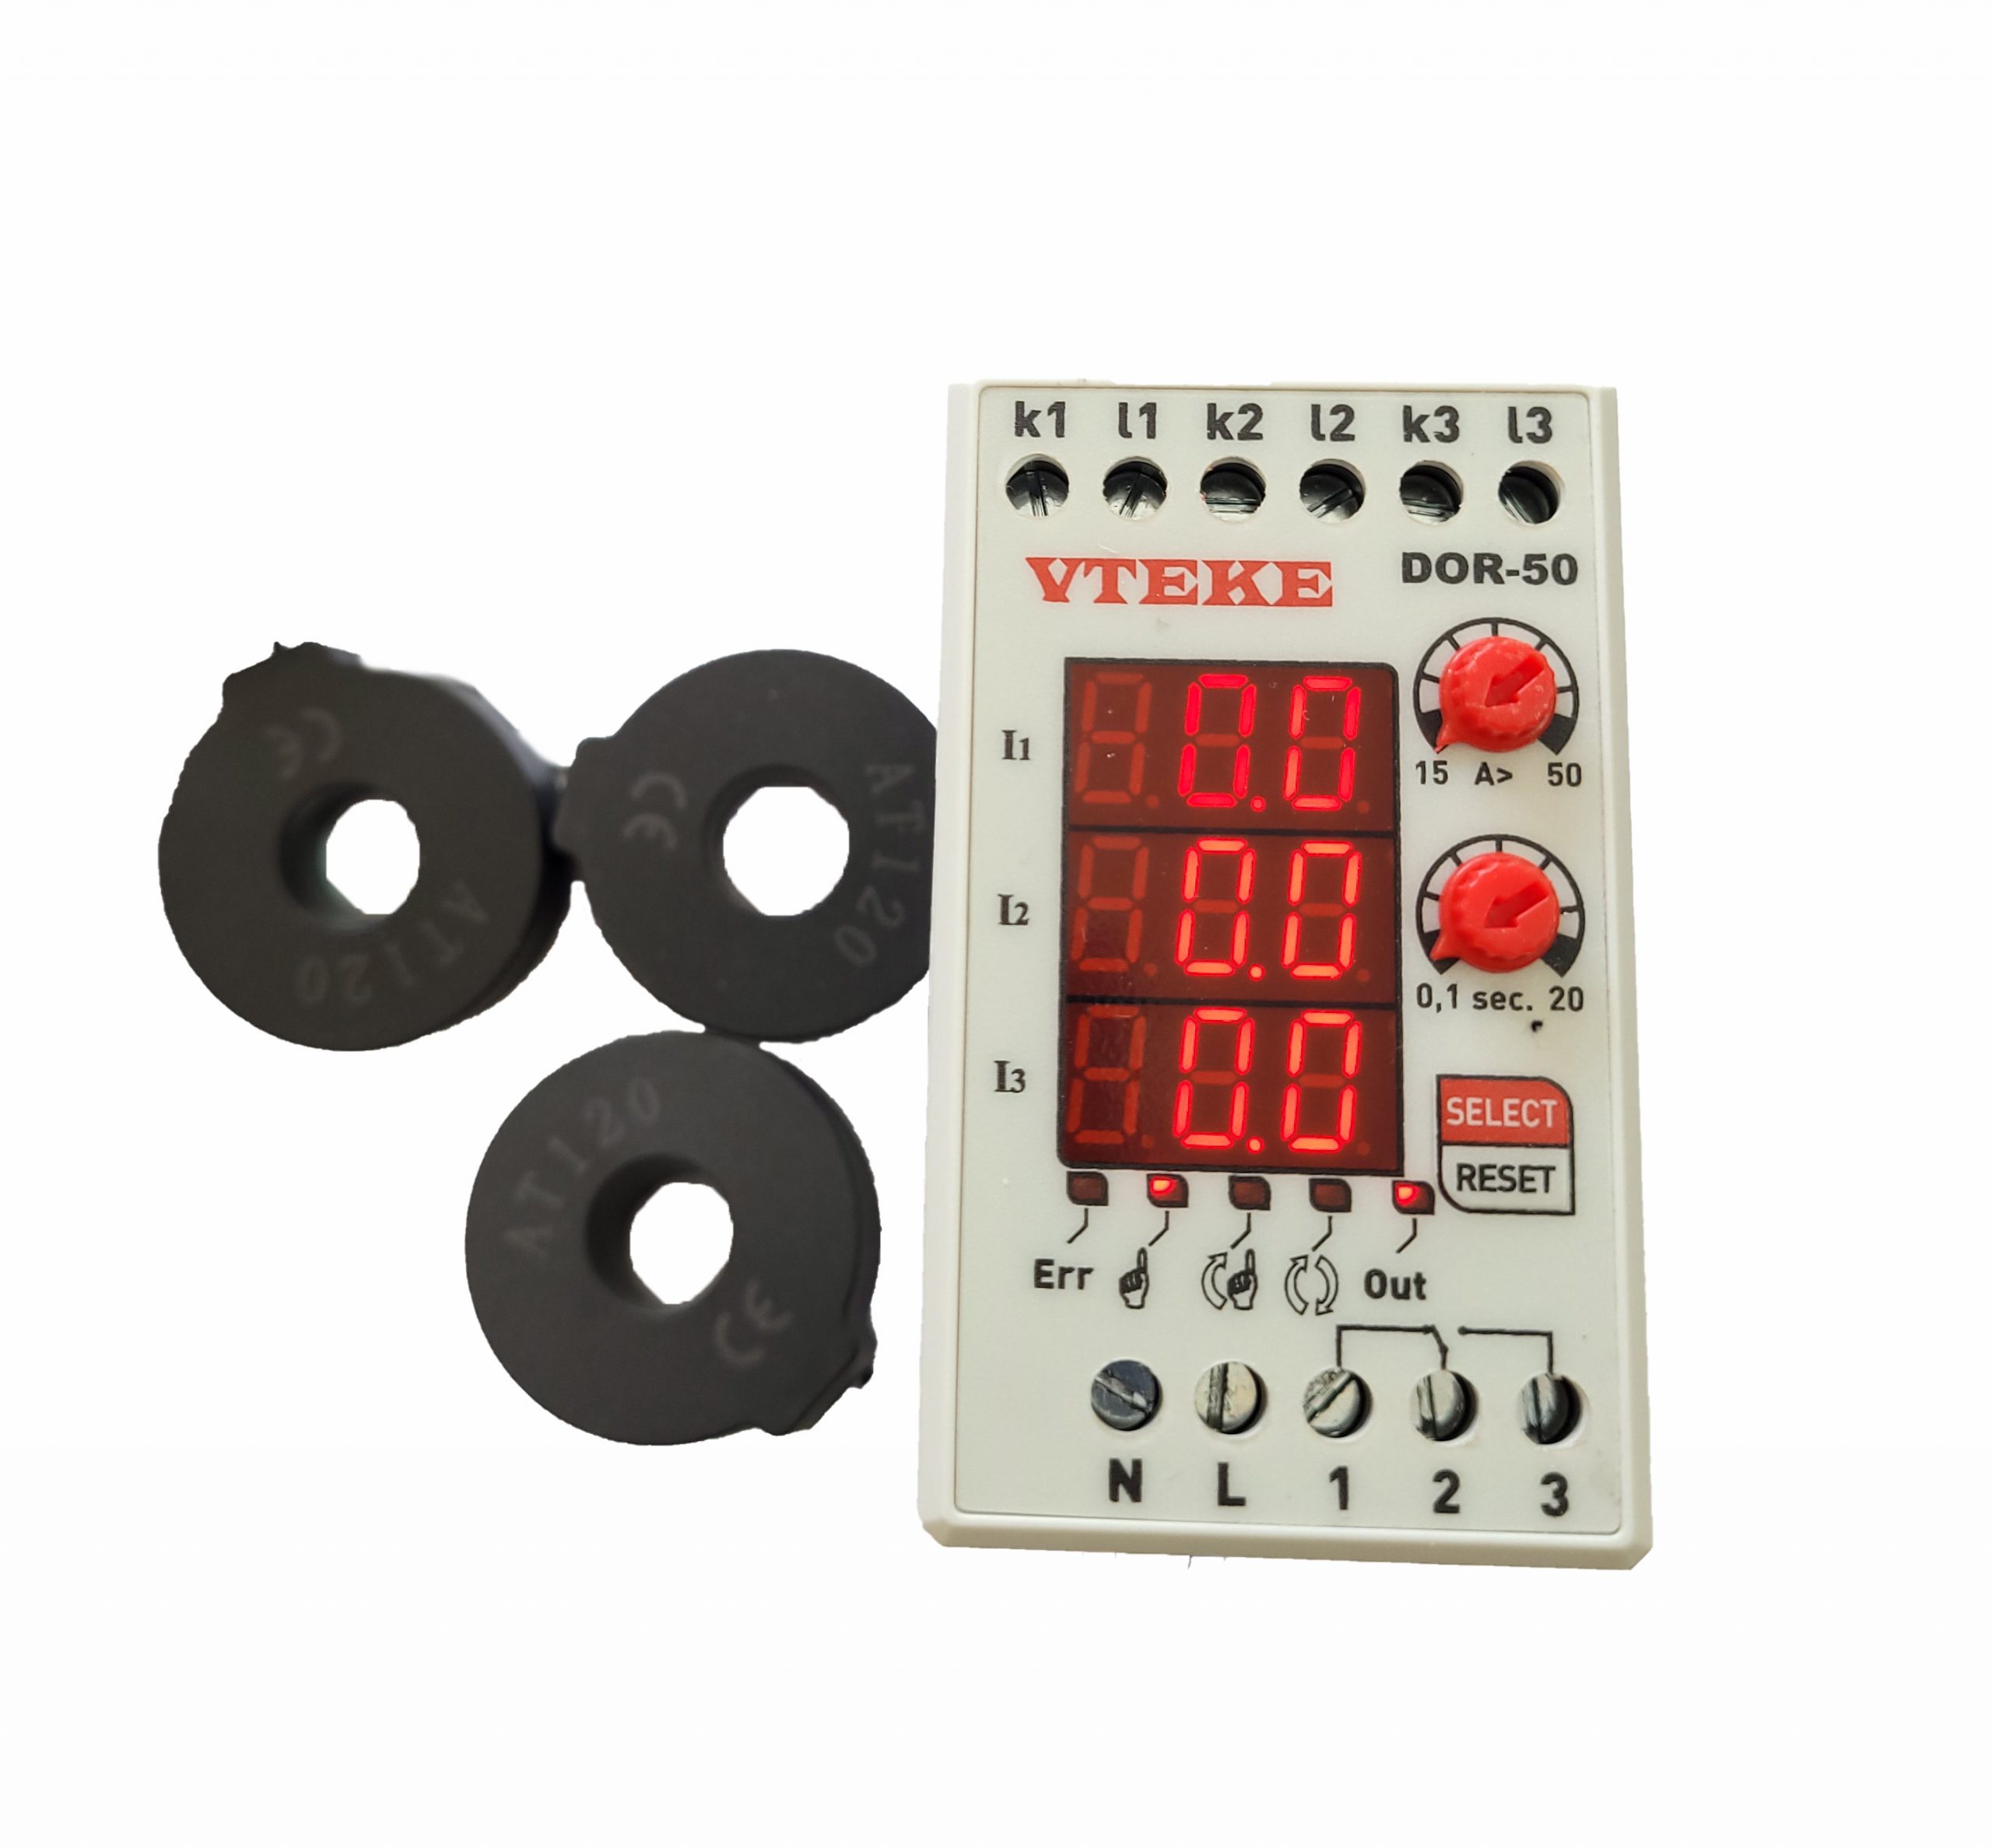 k1 l1 k2 l2 k3 l3
VTEKE DOR-50
I1 0.0
15 A> 50
I2 0.0
0,1 sec. 20
I3 0.0
SELECT
RESET
Err Out
N L 1 2 3
CE
AT120
CE
AT120
AT120
CE